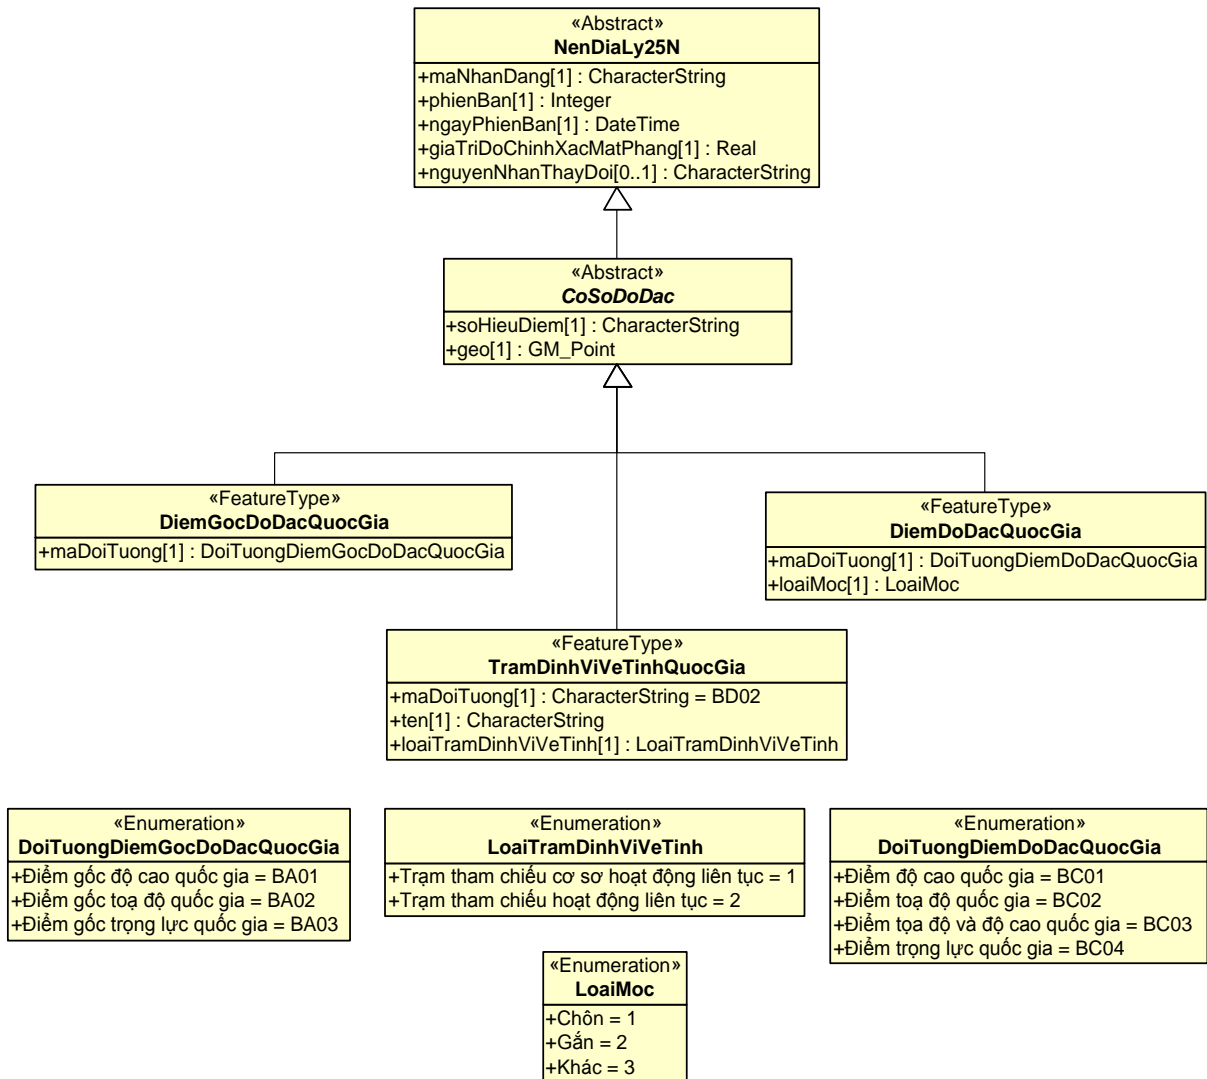 «Abstract»
NenDiaLy25N
+maNhanDang[1] : CharacterString
+phienBan[1] : Integer
+ngayPhienBan[1] : DateTime
+giaTriDoChinhXacMatPhang[1] : Real
+nguyenNhanThayDoi[0..1] : CharacterString
«Abstract»
CoSoDoDac
+soHieuDiem[1] : CharacterString
+geo[1] : GM_Point
«FeatureType»
DiemGocDoDacQuocGia
+maDoiTuong[1] : DoiTuongDiemGocDoDacQuocGia
«FeatureType»
DiemDoDacQuocGia
+maDoiTuong[1] : DoiTuongDiemDoDacQuocGia
+loaiMoc[1] : LoaiMoc
«FeatureType»
TramDinhViVeTinhQuocGia
+maDoiTuong[1] : CharacterString = BD02
+ten[1] : CharacterString
+loaiTramDinhViVeTinh[1] : LoaiTramDinhViVeTinh
«Enumeration»
DoiTuongDiemGocDoDacQuocGia
+Điểm gốc độ cao quốc gia = BA01
+Điểm gốc toạ độ quốc gia = BA02
+Điểm gốc trọng lực quốc gia = BA03
«Enumeration»
LoaiTramDinhViVeTinh
+Trạm tham chiếu cơ sơ hoạt động liên tục = 1
+Trạm tham chiếu hoạt động liên tục = 2
«Enumeration»
DoiTuongDiemDoDacQuocGia
+Điểm độ cao quốc gia = BC01
+Điểm toạ độ quốc gia = BC02
+Điểm tọa độ và độ cao quốc gia = BC03
+Điểm trọng lực quốc gia = BC04
«Enumeration»
LoaiMoc
+Chôn = 1
+Gắn = 2
+Khác = 3